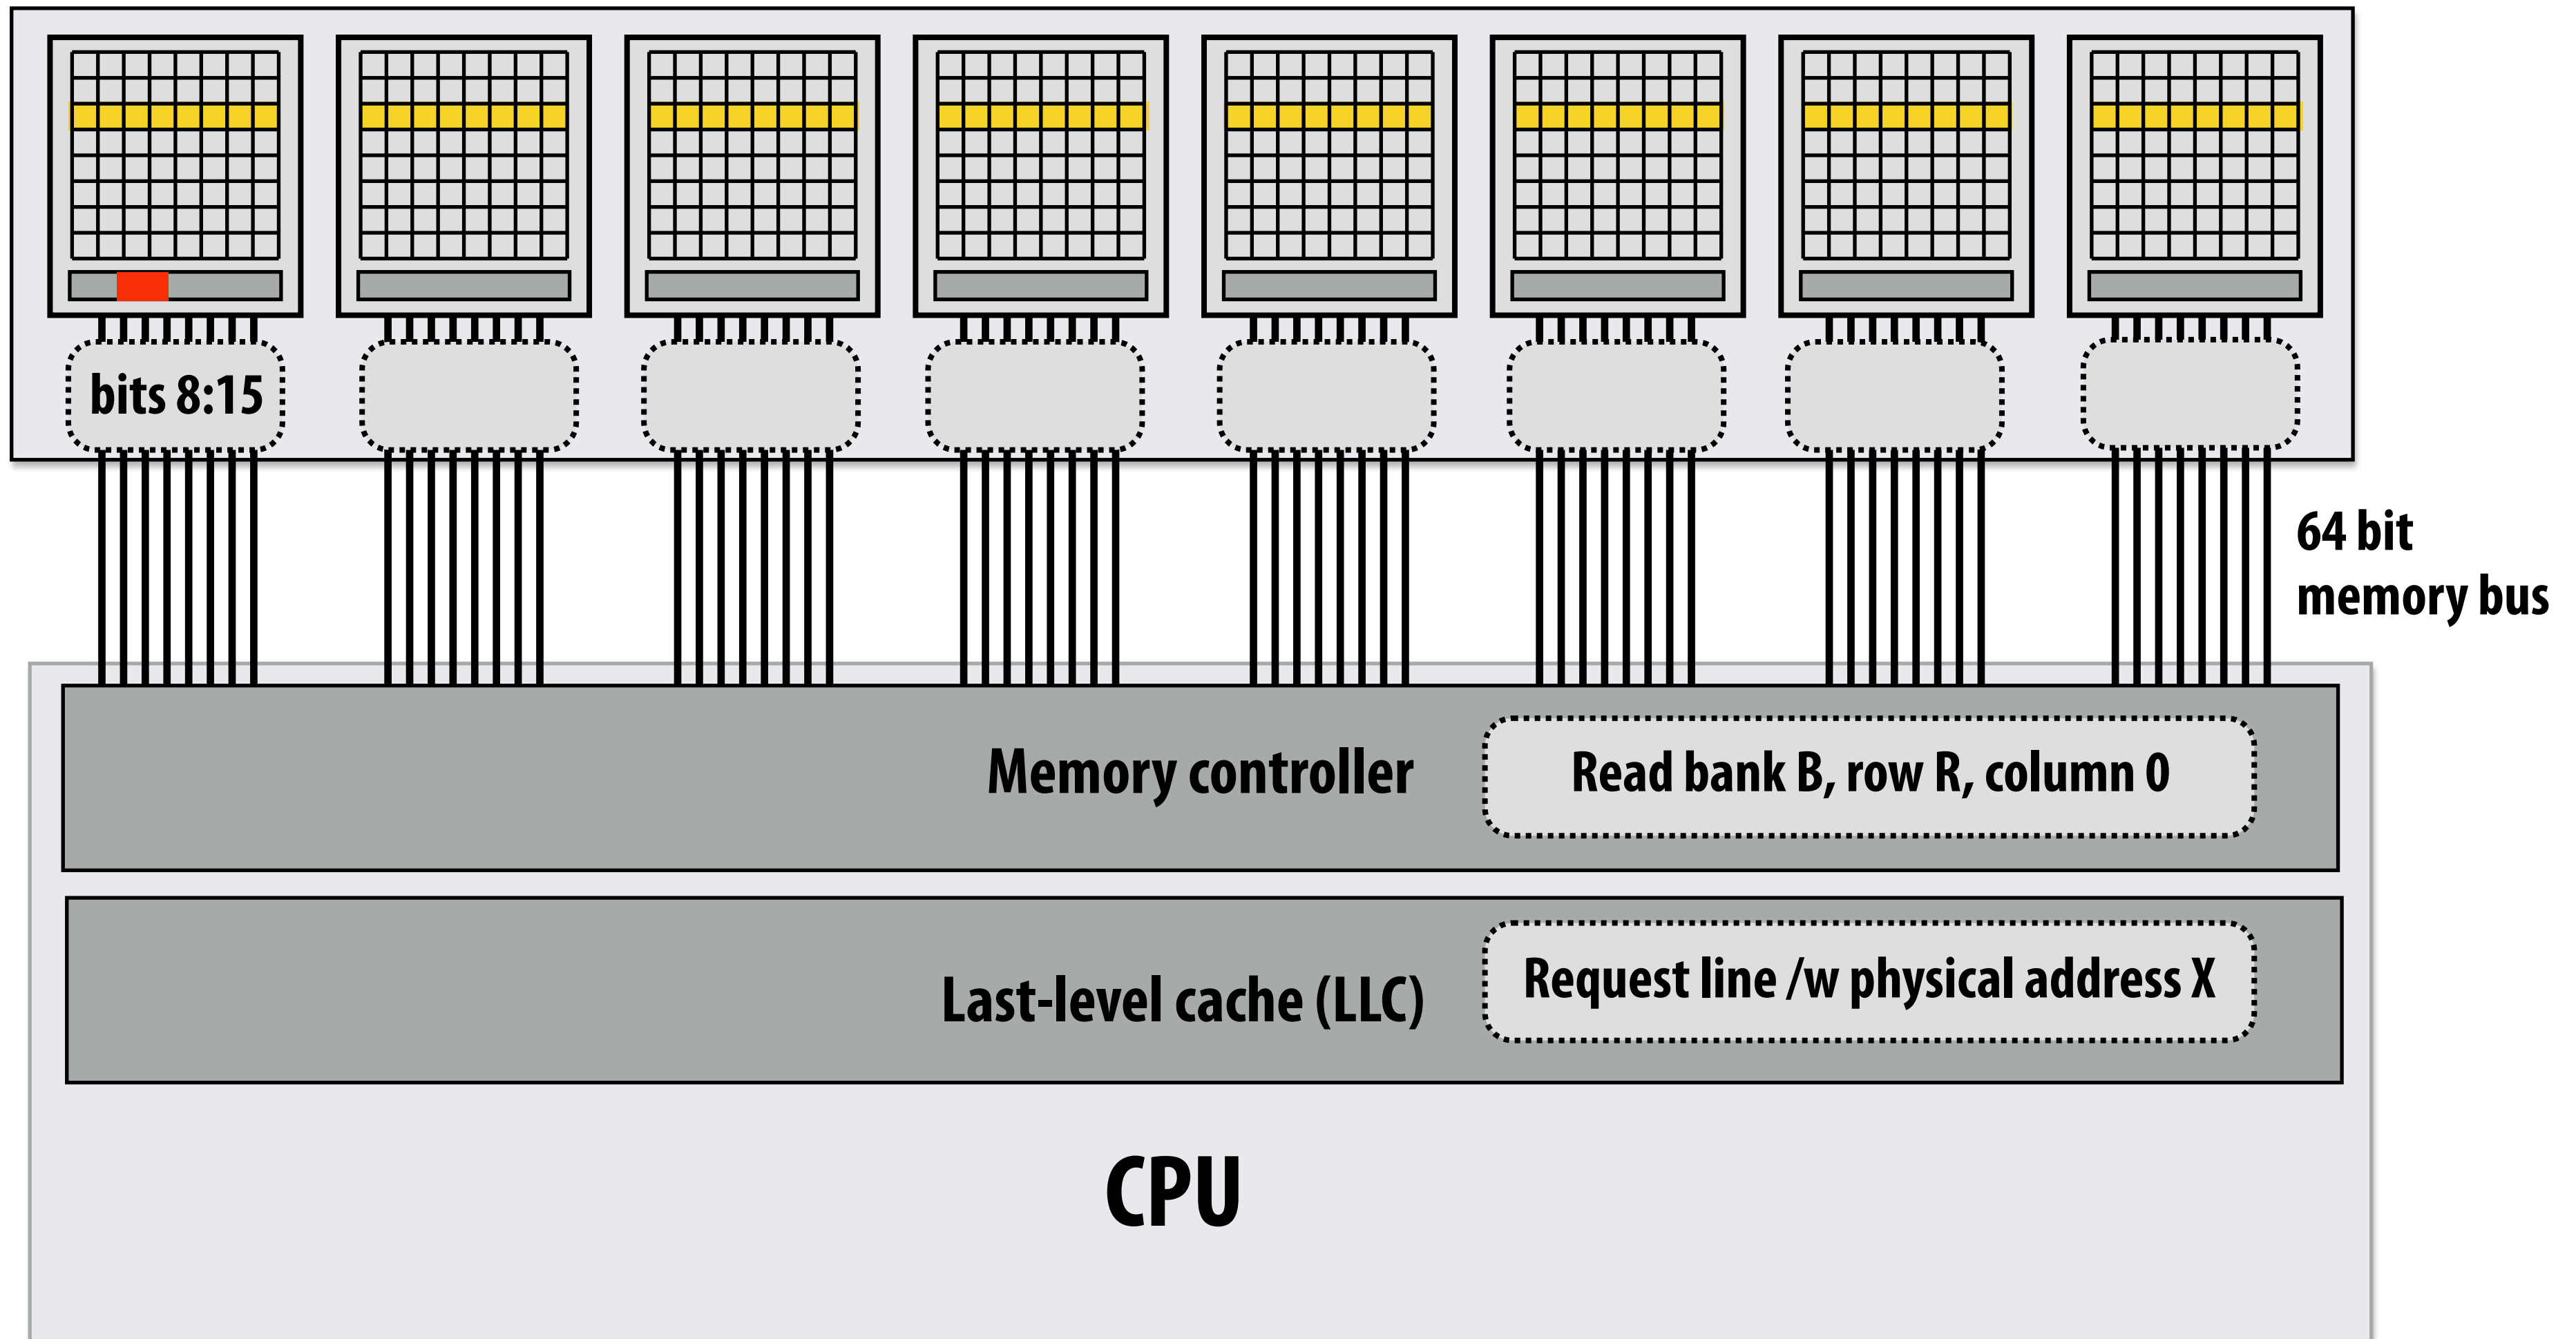 bits 8:15
64 bit
memory bus
Memory controller
Read bank B, row R, column 0
Last-level cache (LLC)
Request line /w physical address X
CPU